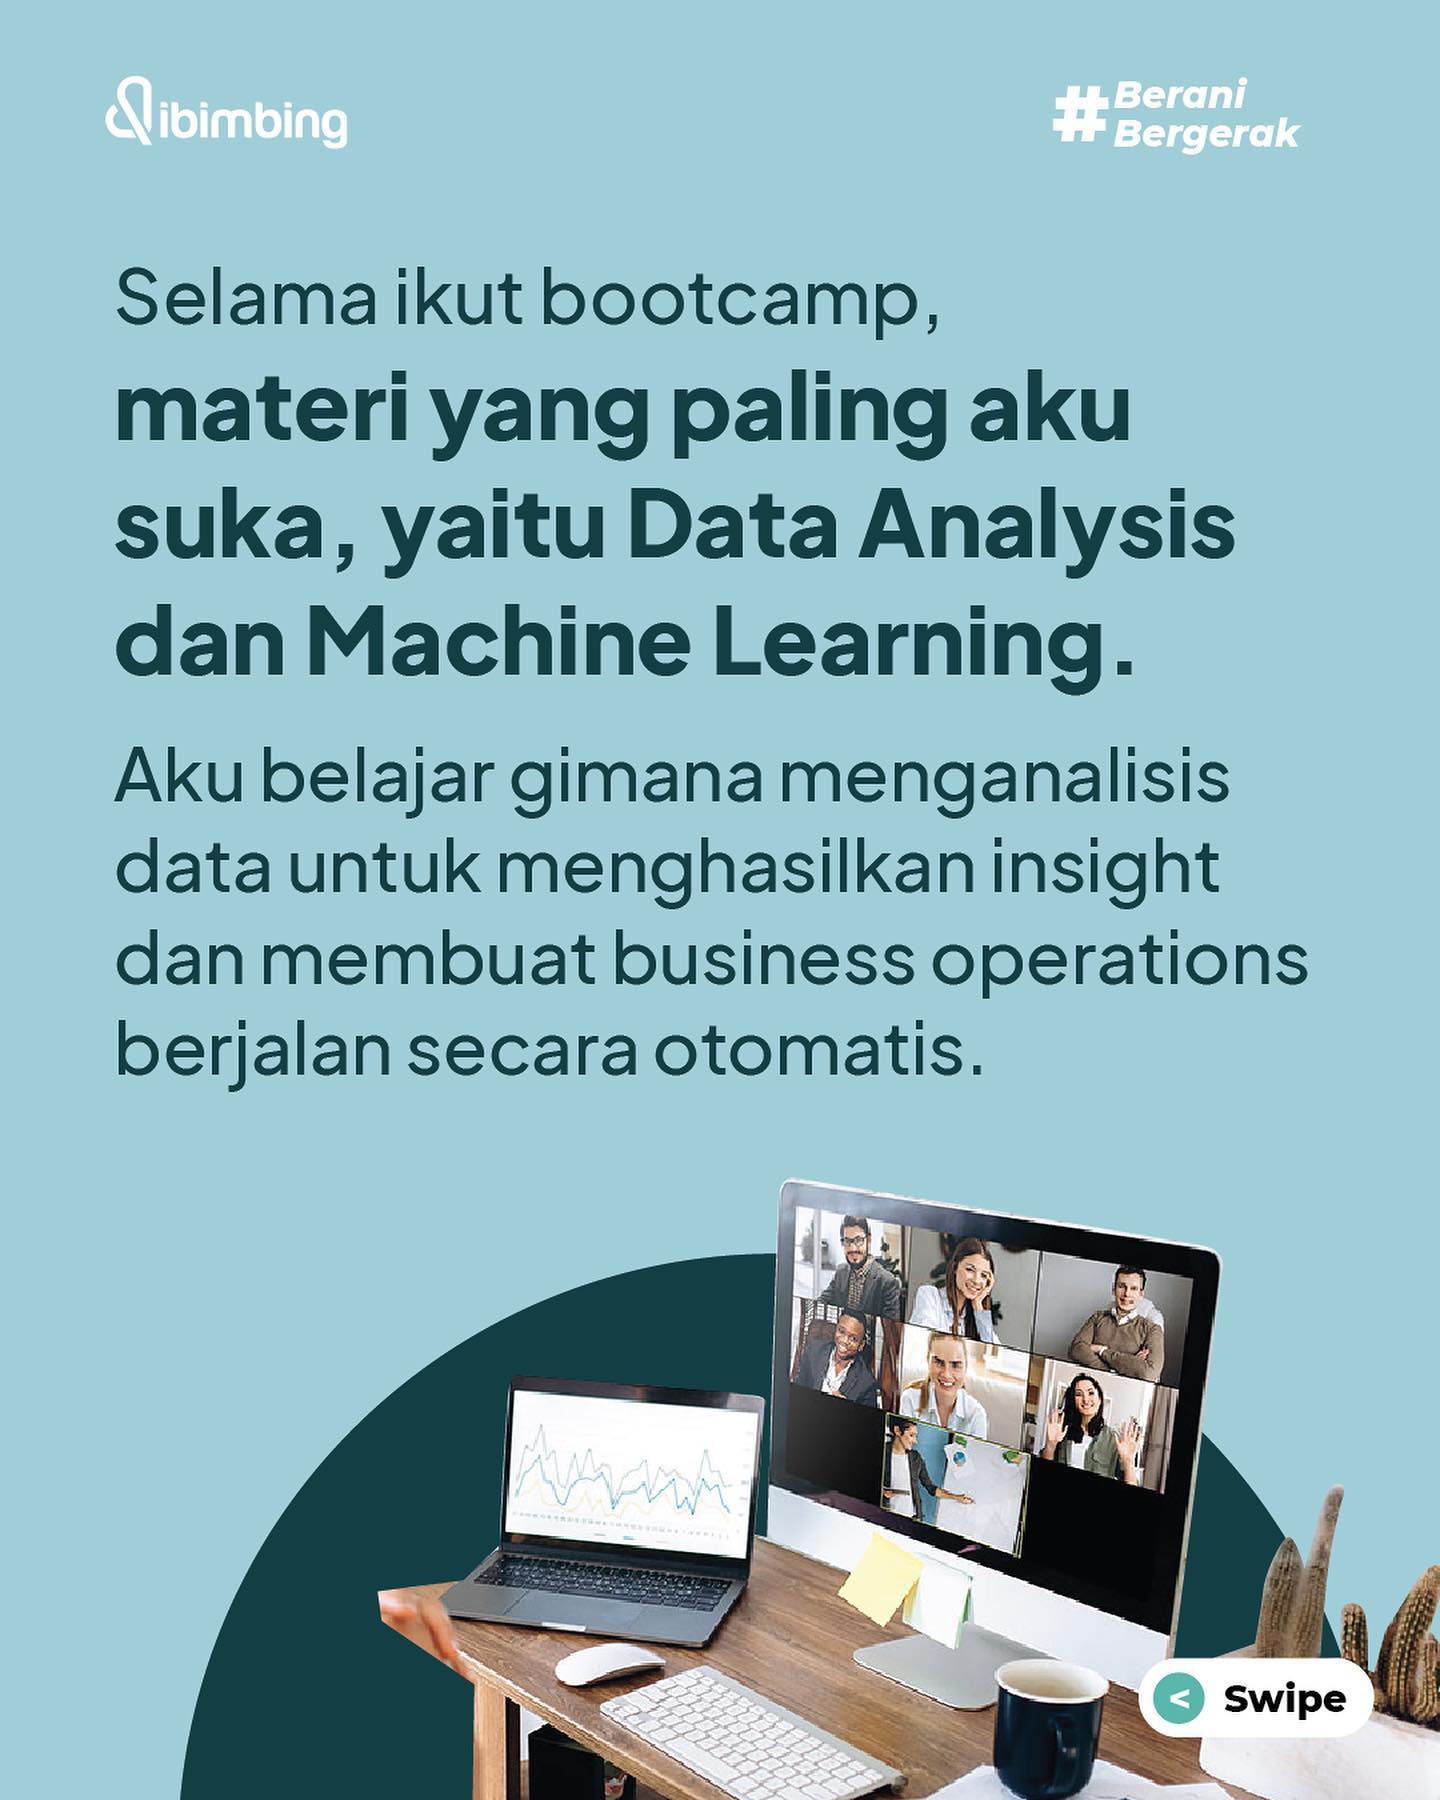 dibimbing
#Berani
Bergerak
Selama ikut bootcamp,
materi yang paling aku
suka, yaitu Data Analysis
dan Machine Learning.
Aku belajar gimana menganalisis
data untuk menghasilkan insight
dan membuat business operations
berjalan secara otomatis.
< Swipe